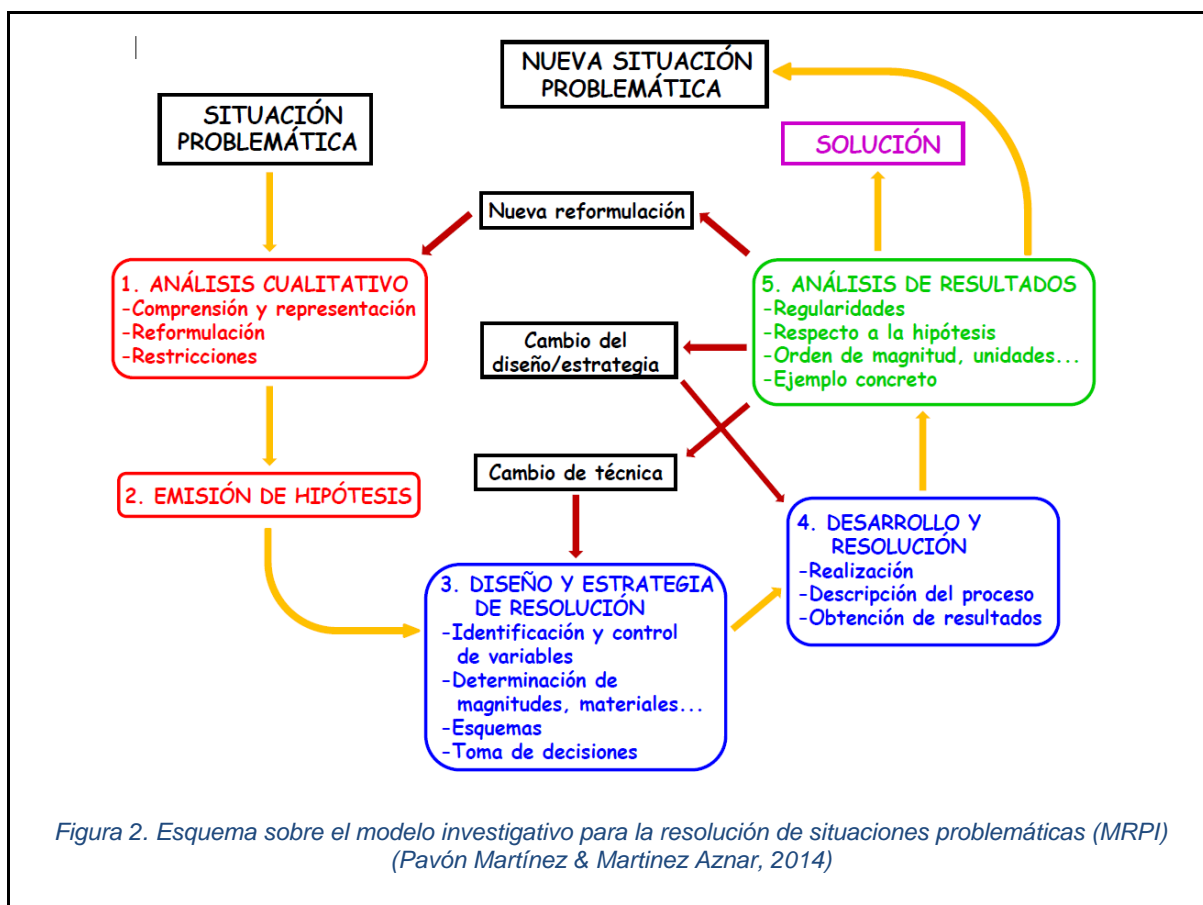 NUEVA SITUACIÓN
PROBLEMÁTICA
SITUACIÓN
PROBLEMÁTICA
SOLUCIÓN
Nueva reformulación
1. ANÁLISIS CUALITATIVO
-Comprensión y representación
-Reformulación
-Restricciones
5. ANÁLISIS DE RESULTADOS
-Regularidades
-Respecto a la hipótesis
-Orden de magnitud, unidades...
-Ejemplo concreto
Cambio del
diseño/estrategia
Cambio de técnica
2. EMISIÓN DE HIPÓTESIS
4. DESARROLLO Y
RESOLUCIÓN
-Realización
-Descripción del proceso
-Obtención de resultados
3. DISEÑO Y ESTRATEGIA
DE RESOLUCIÓN
-Identificación y control
de variables
-Determinación de
magnitudes, materiales...
-Esquemas
-Toma de decisiones
Figura 2. Esquema sobre el modelo investigativo para la resolución de situaciones problemáticas (MRPI)
(Pavón Martínez & Martinez Aznar, 2014)